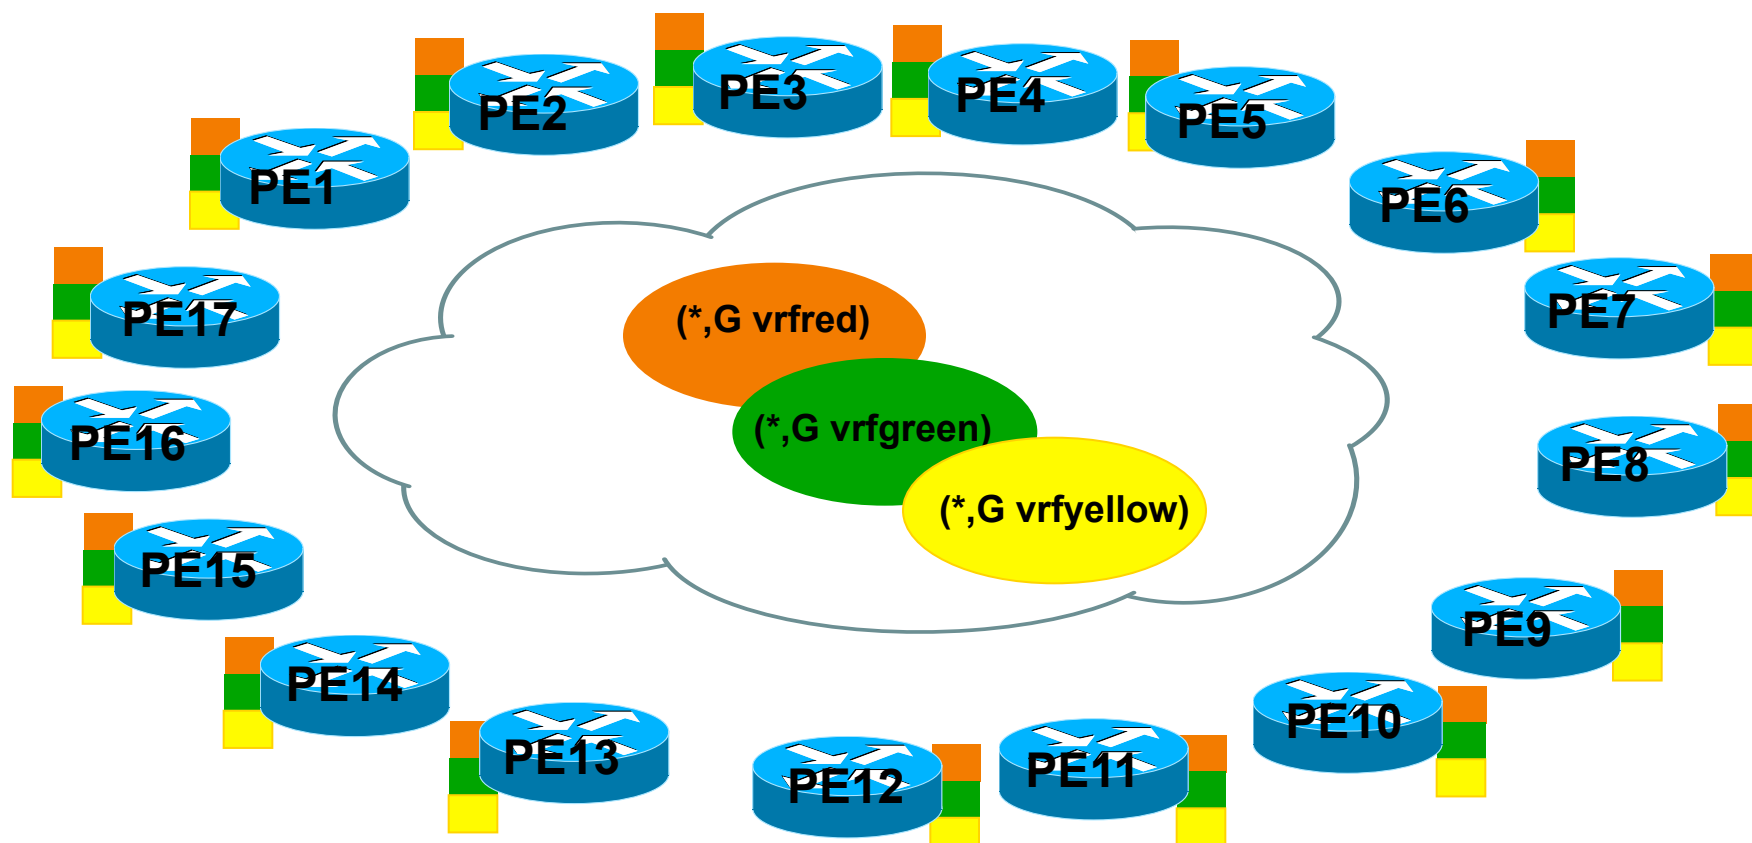 PE3
PE4
PE2
PE5
PE1
PE6
PE7
PE17
(*,G vrfred)
(*,G vrfgreen)
PE16
PE8
(*,G vrfyellow)
PE15
PE9
PE14
PE10
PE13
PE11
PE12